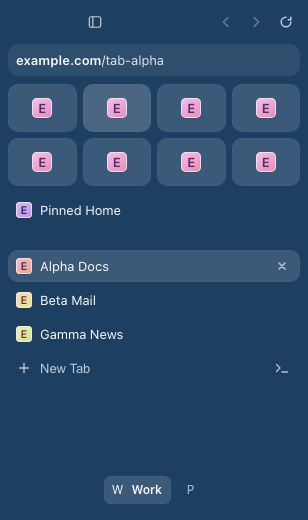 example.com/tab-alpha
E E E E
E E E E
E Pinned Home
E Alpha Docs
E Beta Mail
E Gamma News
New Tab
W Work P